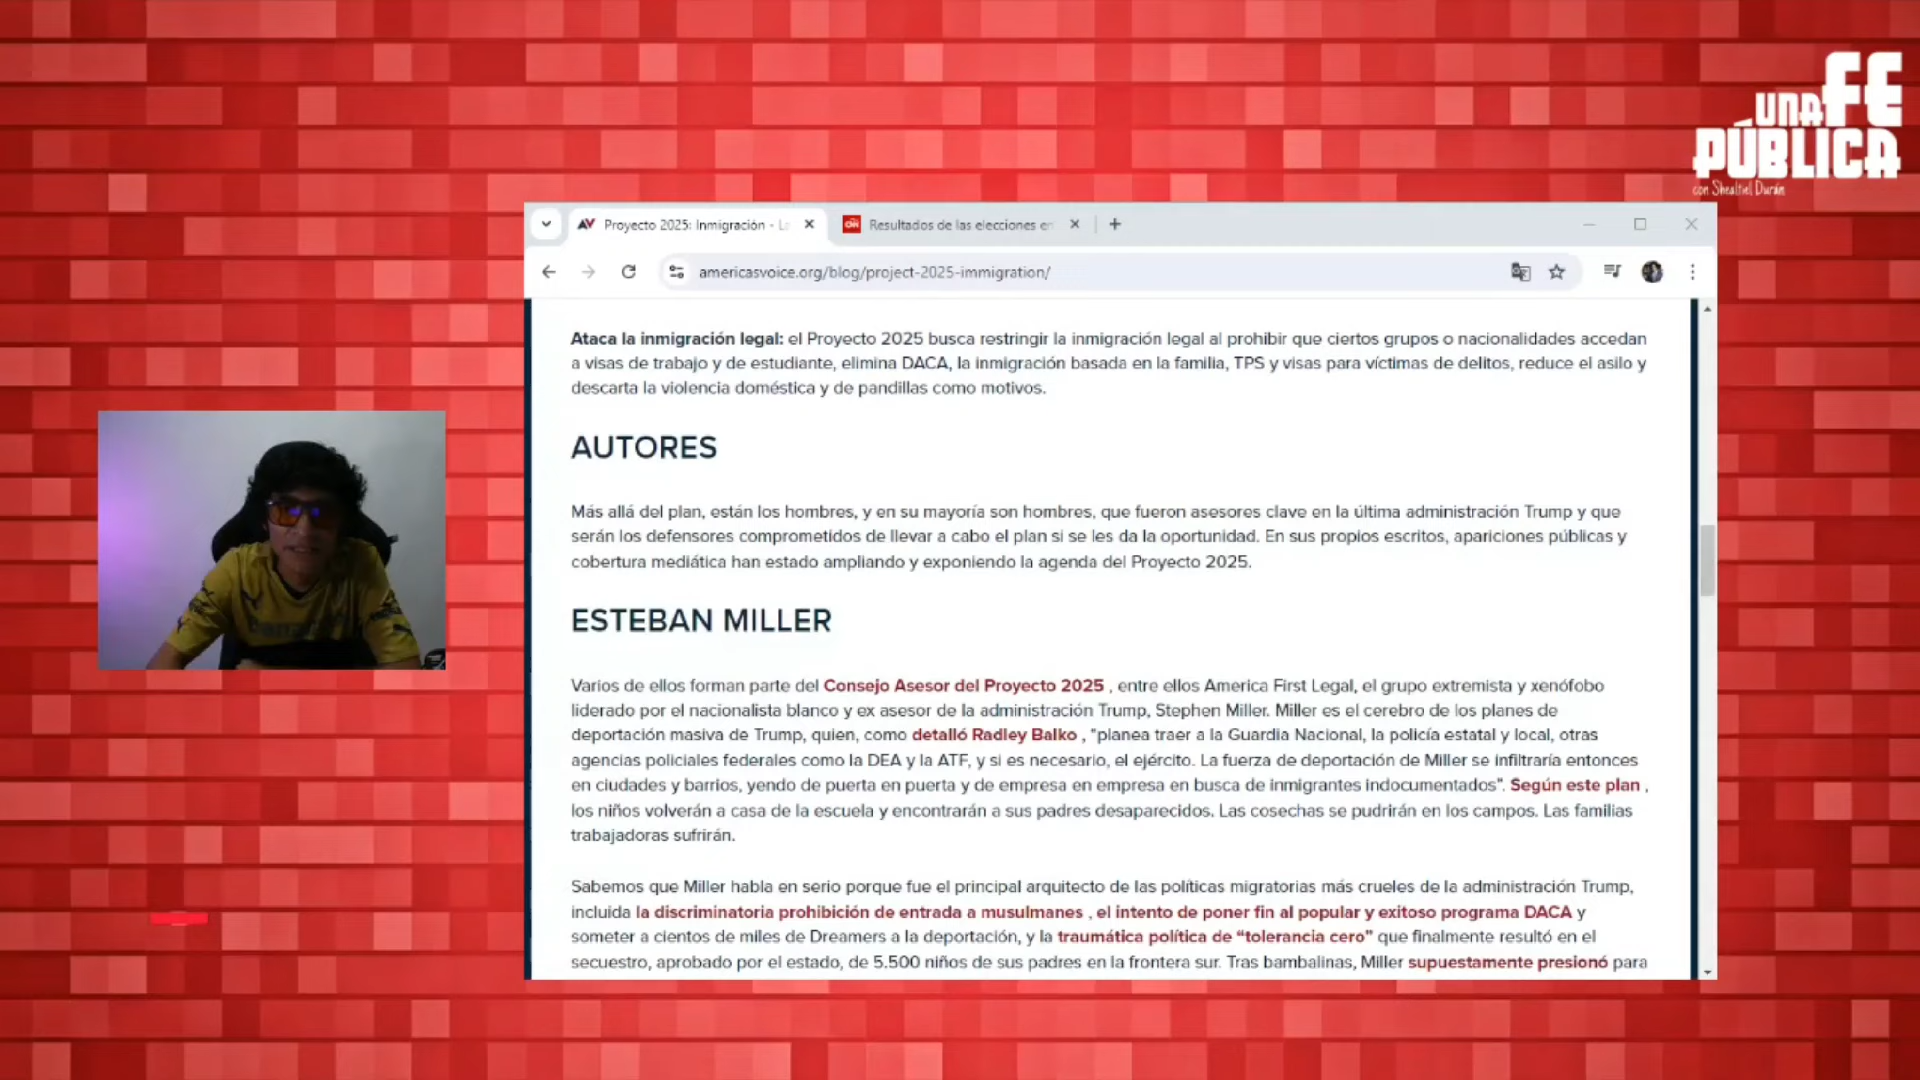 UNA FE
PÚBLICA
con Shealtiel Durán
Proyecto 2025: Inmigración - La
Resultados de las elecciones en
americasvoice.org/blog/project-2025-immigration/
Ataca la inmigración legal: el Proyecto 2025 busca restringir la inmigración legal al prohibir que ciertos grupos o nacionalidades accedan
a visas de trabajo y de estudiante, elimina DACA, la inmigración basada en la familia, TPS y visas para víctimas de delitos, reduce el asilo y
descarta la violencia doméstica y de pandillas como motivos.
AUTORES
Más allá del plan, están los hombres, y en su mayoría son hombres, que fueron asesores clave en la última administración Trump y que
serán los defensores comprometidos de llevar a cabo el plan si se les da la oportunidad. En sus propios escritos, apariciones públicas y
cobertura mediática han estado ampliando y exponiendo la agenda del Proyecto 2025.
ESTEBAN MILLER
Varios de ellos forman parte del Consejo Asesor del Proyecto 2025 , entre ellos America First Legal, el grupo extremista y xenófobo
liderado por el nacionalista blanco y ex asesor de la administración Trump, Stephen Miller. Miller es el cerebro de los planes de
deportación masiva de Trump, quien, como detalló Radley Balko , "planea traer a la Guardia Nacional, la policía estatal y local, otras
agencias policiales federales como la DEA y la ATF, y si es necesario, el ejército. La fuerza de deportación de Miller se infiltraría entonces
en ciudades y barrios, yendo de puerta en puerta y de empresa en empresa en busca de inmigrantes indocumentados". Según este plan ,
los niños volverán a casa de la escuela y encontrarán a sus padres desaparecidos. Las cosechas se pudrirán en los campos. Las familias
trabajadoras sufrirán.
Sabemos que Miller habla en serio porque fue el principal arquitecto de las políticas migratorias más crueles de la administración Trump,
incluida la discriminatoria prohibición de entrada a musulmanes , el intento de poner fin al popular y exitoso programa DACA y
someter a cientos de miles de Dreamers a la deportación, y la traumática política de “tolerancia cero” que finalmente resultó en el
secuestro, aprobado por el estado, de 5.500 niños de sus padres en la frontera sur. Tras bambalinas, Miller supuestamente presionó para